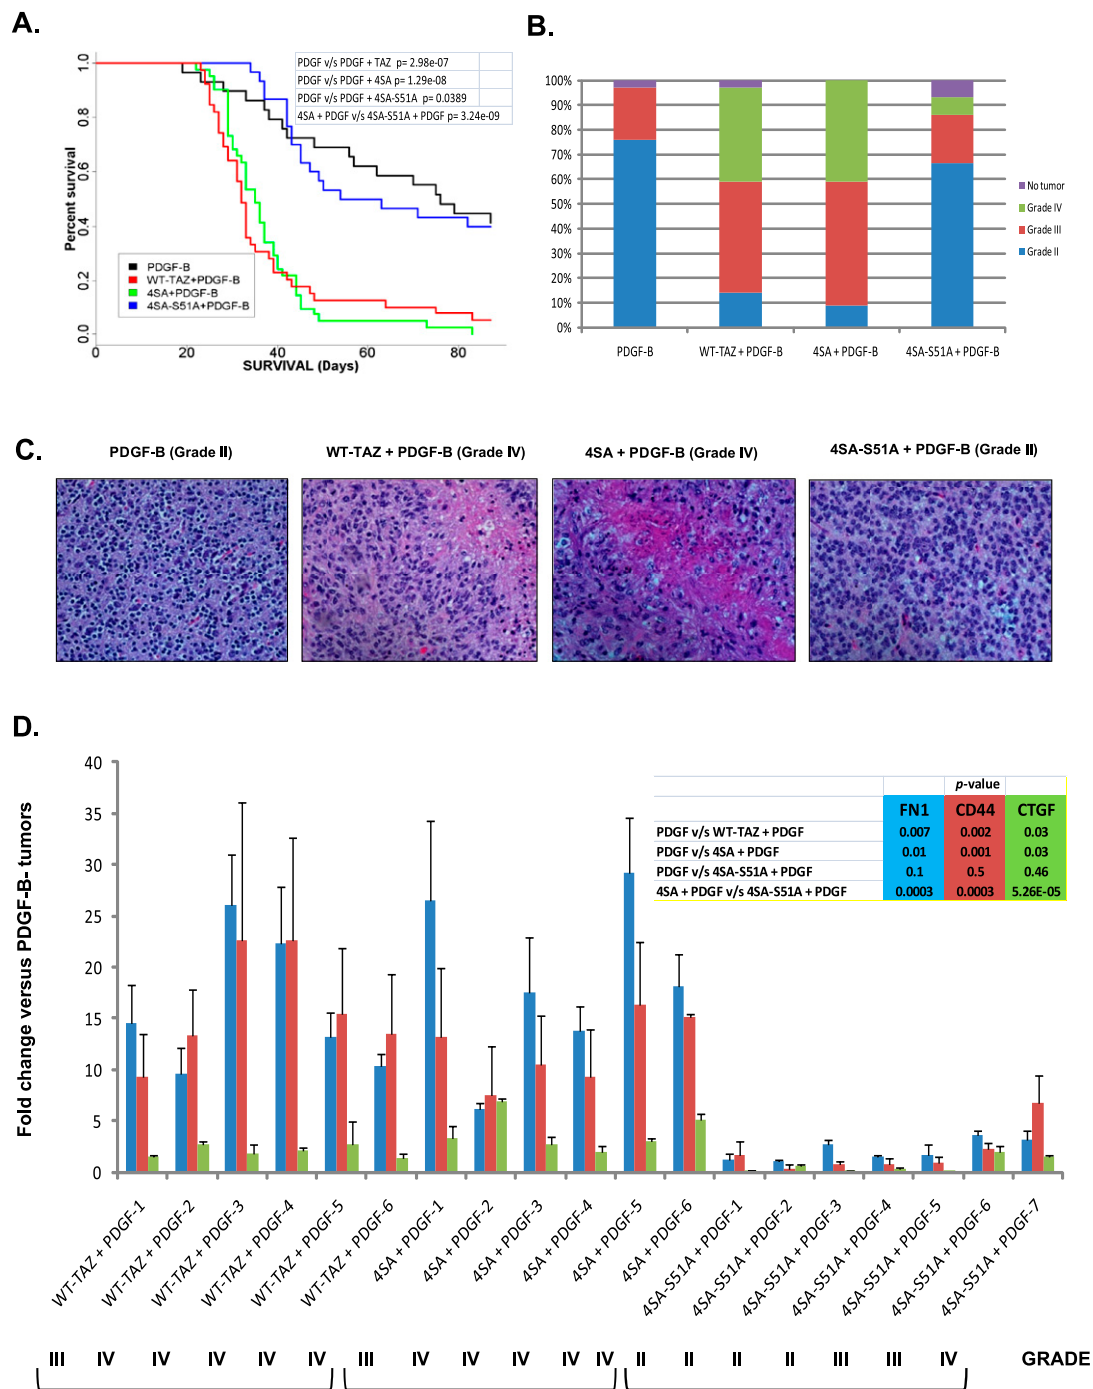 A.
PDGF v/s PDGF + TAZ p= 2.98e-07
PDGF v/s PDGF + 4SA p= 1.29e-08
PDGF v/s PDGF + 4SA-S51A p= 0.0389
4SA + PDGF v/s 4SA-S51A + PDGF p= 3.24e-09
Percent survival
1.0
0.8
0.6
0.4
0.2
0.0
PDGF-B
WT-TAZ+PDGF-B
4SA+PDGF-B
4SA-S51A+PDGF-B
0 20 40 60 80
SURVIVAL (Days)
B.
100%
90%
80%
70%
60%
50%
40%
30%
20%
10%
0%
PDGF-B WT-TAZ + PDGF-B 4SA + PDGF-B 4SA-S51A + PDGF-B
No tumor
Grade IV
Grade III
Grade II
C.
PDGF-B (Grade II) WT-TAZ + PDGF-B (Grade IV) 4SA + PDGF-B (Grade IV) 4SA-S51A + PDGF-B (Grade II)
D.
Fold change versus PDGF-B- tumors
40
35
30
25
20
15
10
5
0
p-value
FN1 CD44 CTGF
PDGF v/s WT-TAZ + PDGF 0.007 0.002 0.03
PDGF v/s 4SA + PDGF 0.01 0.001 0.03
PDGF v/s 4SA-S51A + PDGF 0.1 0.5 0.46
4SA + PDGF v/s 4SA-S51A + PDGF 0.0003 0.0003 5.26E-05
WT-TAZ + PDGF-1
WT-TAZ + PDGF-2
WT-TAZ + PDGF-3
WT-TAZ + PDGF-4
WT-TAZ + PDGF-5
WT-TAZ + PDGF-6
4SA + PDGF-1
4SA + PDGF-2
4SA + PDGF-3
4SA + PDGF-4
4SA + PDGF-5
4SA + PDGF-6
4SA-S51A + PDGF-1
4SA-S51A + PDGF-2
4SA-S51A + PDGF-3
4SA-S51A + PDGF-4
4SA-S51A + PDGF-5
4SA-S51A + PDGF-6
4SA-S51A + PDGF-7
III IV IV IV IV IV III IV IV IV IV IV II II II II III III IV GRADE